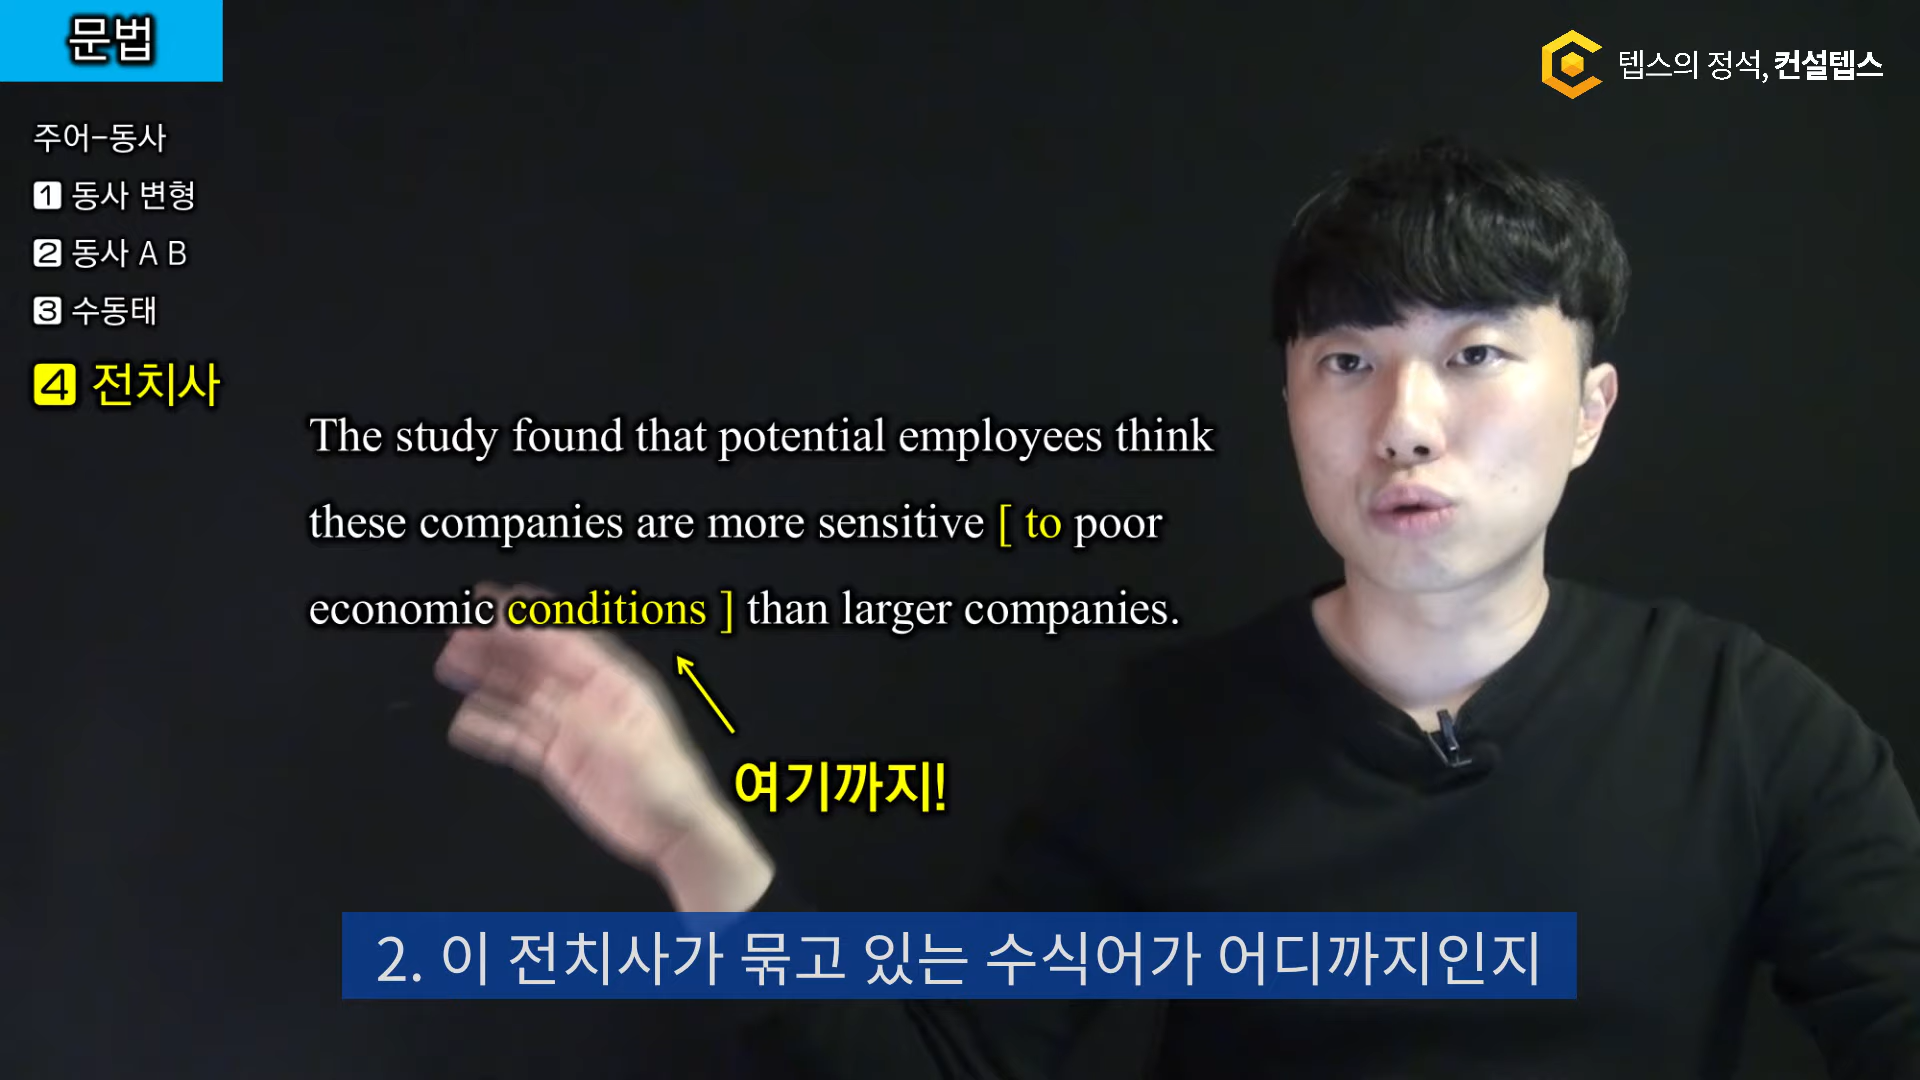 문법
텝스의 정석, 컨설텝스
주어-동사
1 동사 변형
2 동사 A B
3 수동태
4 전치사
The study found that potential employees think
these companies are more sensitive [ to poor
economic conditions ] than larger companies.
여기까지!
2. 이 전치사가 묶고 있는 수식어가 어디까지인지